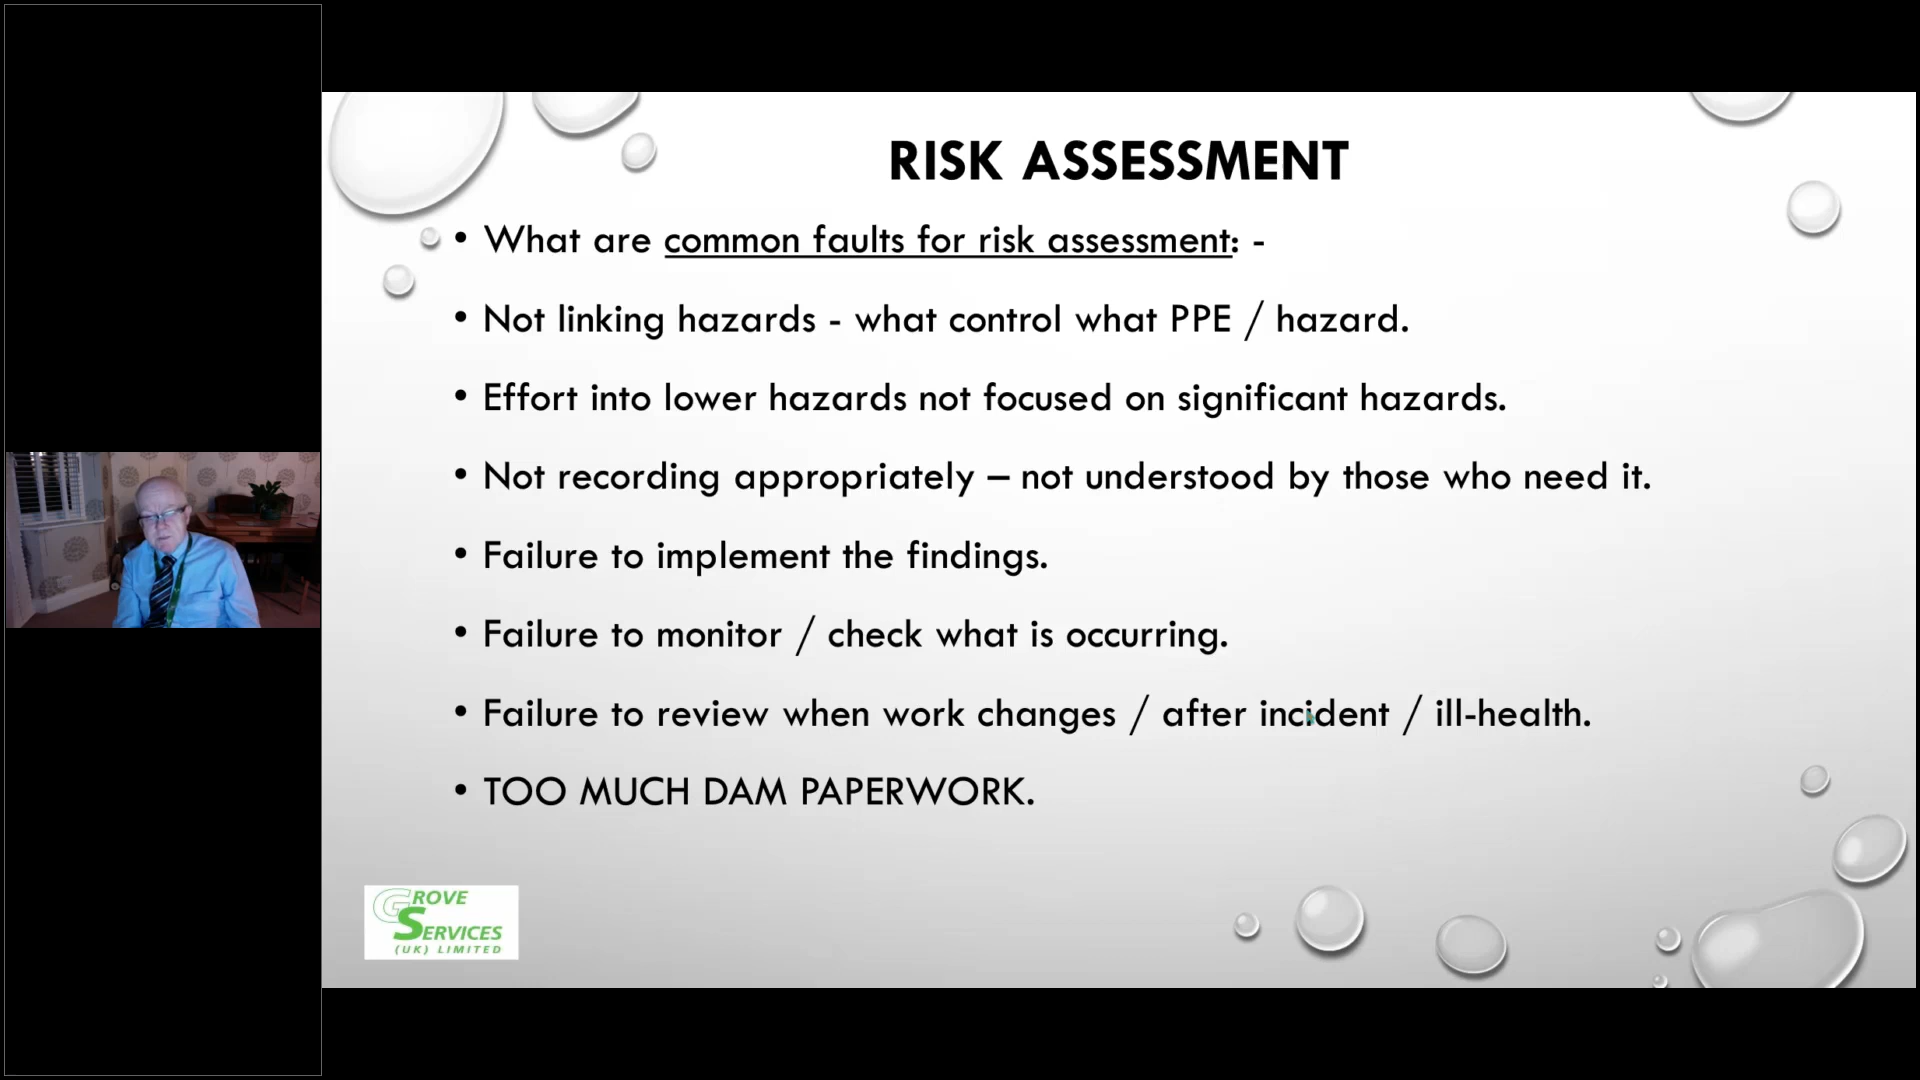 RISK ASSESSMENT
• What are common faults for risk assessment: -
• Not linking hazards - what control what PPE / hazard.
• Effort into lower hazards not focused on significant hazards.
• Not recording appropriately – not understood by those who need it.
• Failure to implement the findings.
• Failure to monitor / check what is occurring.
• Failure to review when work changes / after incident / ill-health.
• TOO MUCH DAM PAPERWORK.
GROVE
SERVICES
(UK) LIMITED